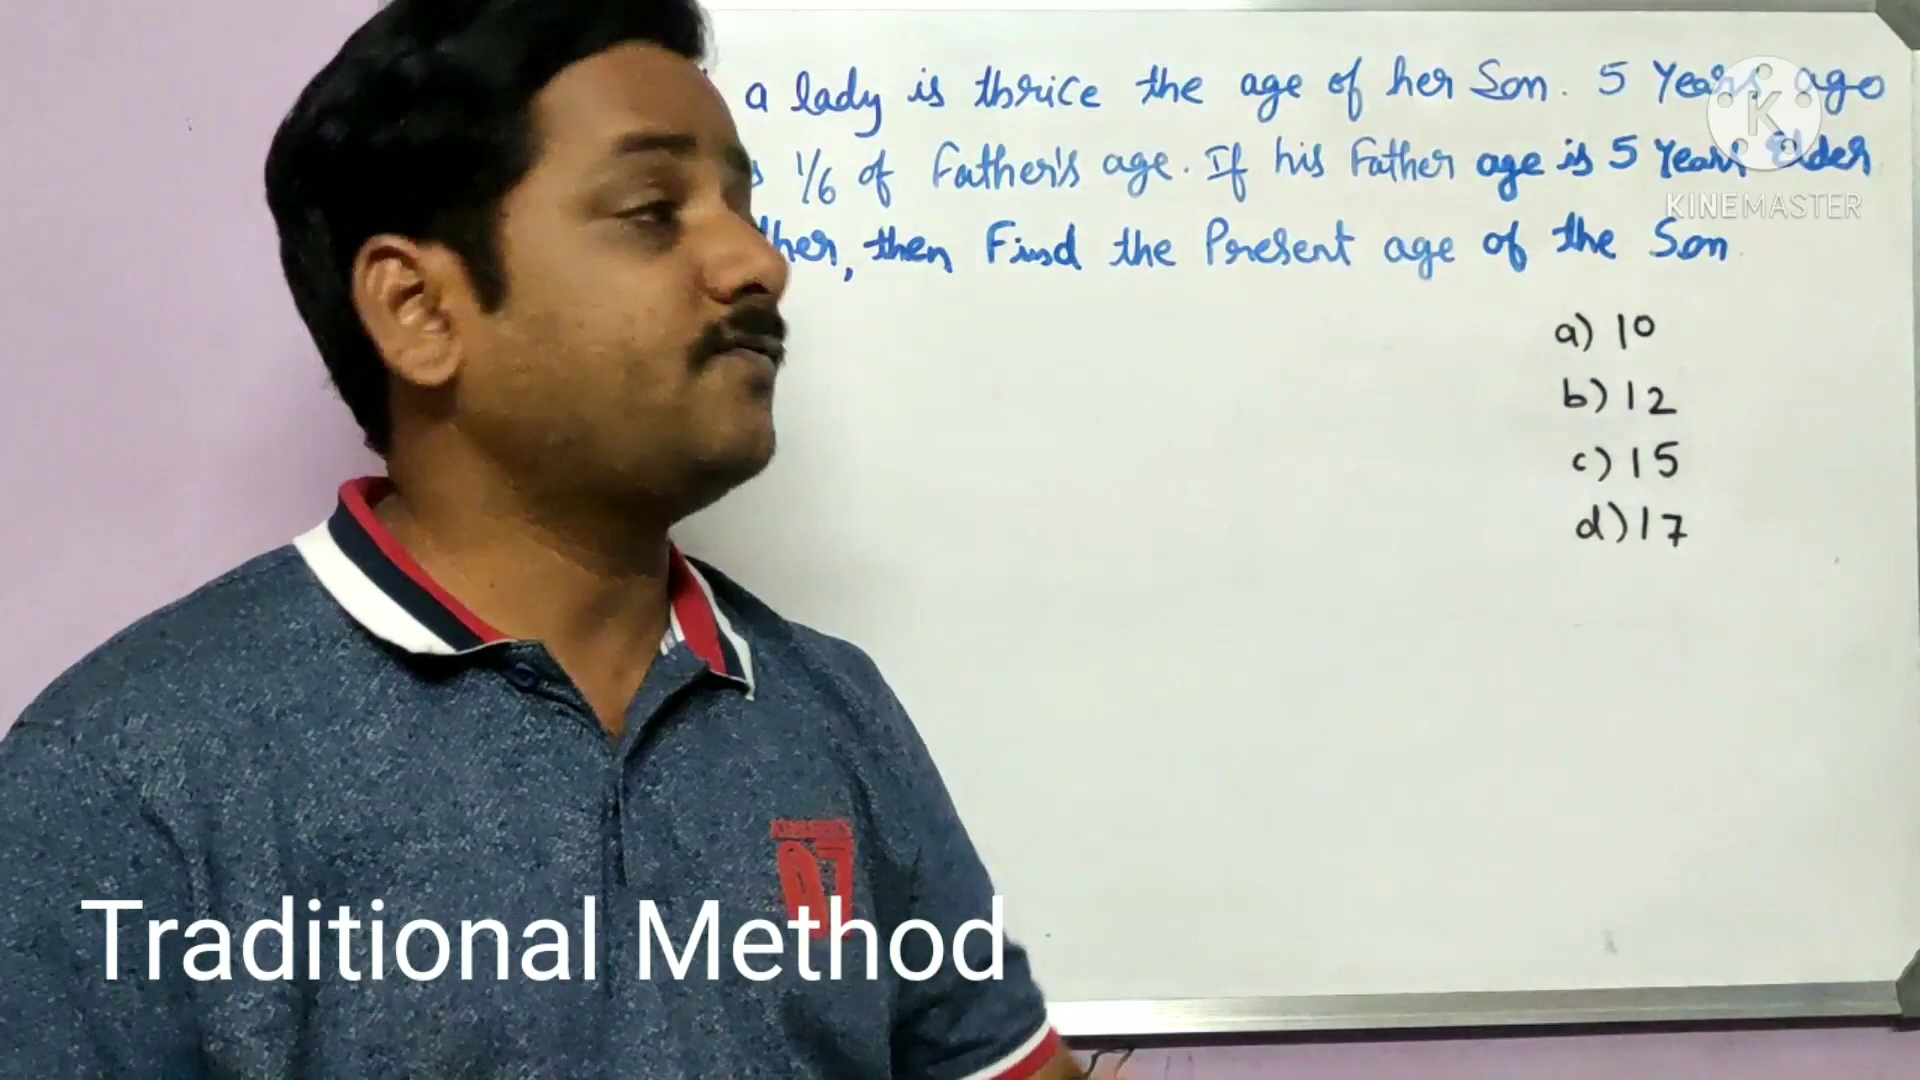 a lady is thrice the age of her Son. 5 Years ago
1/6 of Father's age. If his Father age is 5 Years Elder
then Find the Present age of the Son
a) 10
b) 12
c) 15
d) 17
KINEMASTER
Traditional Method